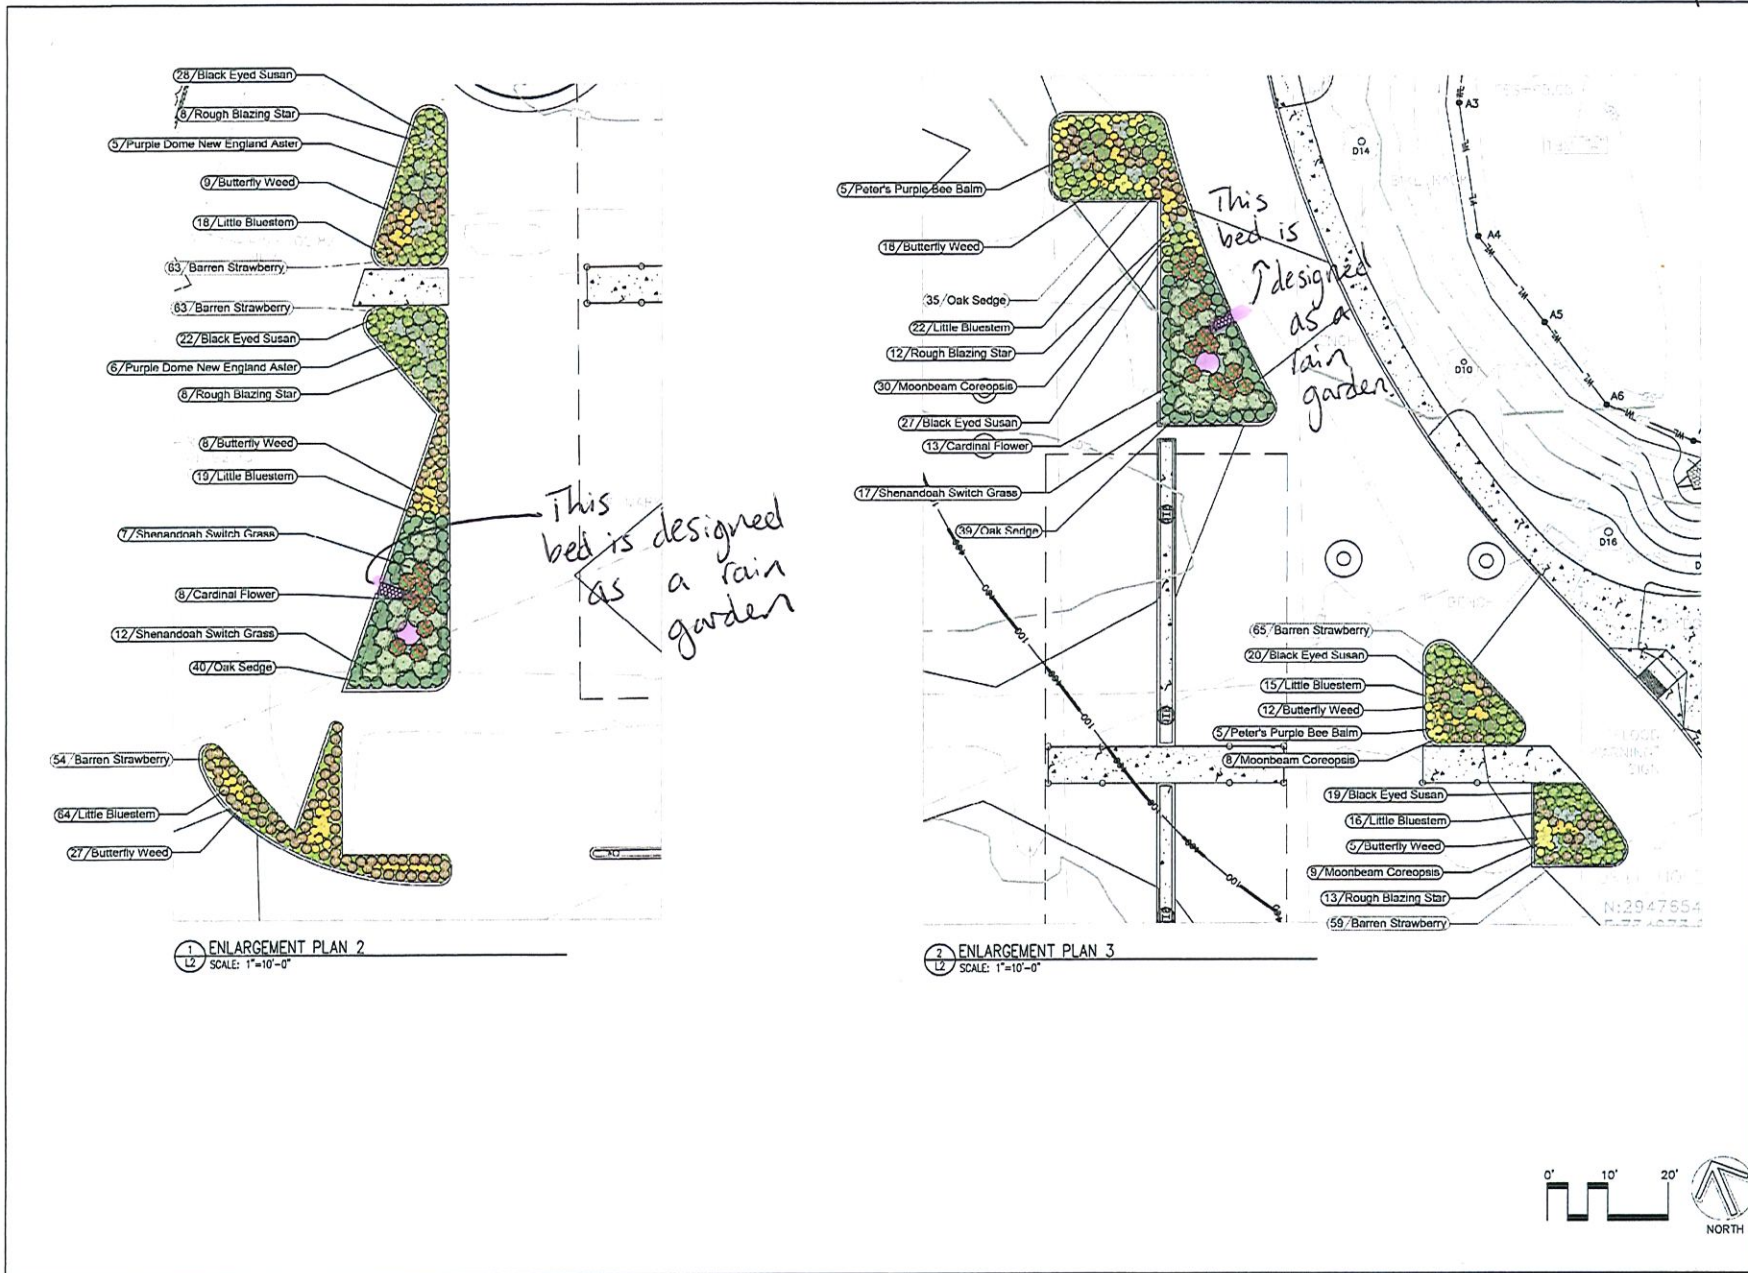 28/Black Eyed Susan
8/Rough Blazing Star
5/Purple Dome New England Aster
9/Butterfly Weed
18/Little Bluestem
63/Barren Strawberry
63/Barren Strawberry
22/Black Eyed Susan
6/Purple Dome New England Aster
8/Rough Blazing Star
8/Butterfly Weed
19/Little Bluestem
7/Shenandoah Switch Grass
8/Cardinal Flower
12/Shenandoah Switch Grass
40/Oak Sedge
This
bed is designed
as a rain
garden
54/Barren Strawberry
64/Little Bluestem
27/Butterfly Weed
1
L2
ENLARGEMENT PLAN 2
SCALE: 1"=10'-0"
5/Peter's Purple Bee Balm
18/Butterfly Weed
35/Oak Sedge
22/Little Bluestem
12/Rough Blazing Star
30/Moonbeam Coreopsis
27/Black Eyed Susan
13/Cardinal Flower
17/Shenandoah Switch Grass
39/Oak Sedge
This
bed is
designed
as a
rain
garden.
A3
D14
A4
A5
D10
A6
D16
100
100
100
65/Barren Strawberry
20/Black Eyed Susan
15/Little Bluestem
12/Butterfly Weed
5/Peter's Purple Bee Balm
8/Moonbeam Coreopsis
19/Black Eyed Susan
16/Little Bluestem
5/Butterfly Weed
9/Moonbeam Coreopsis
13/Rough Blazing Star
59/Barren Strawberry
N:2947654
2
L2
ENLARGEMENT PLAN 3
SCALE: 1"=10'-0"
0' 10' 20'
NORTH